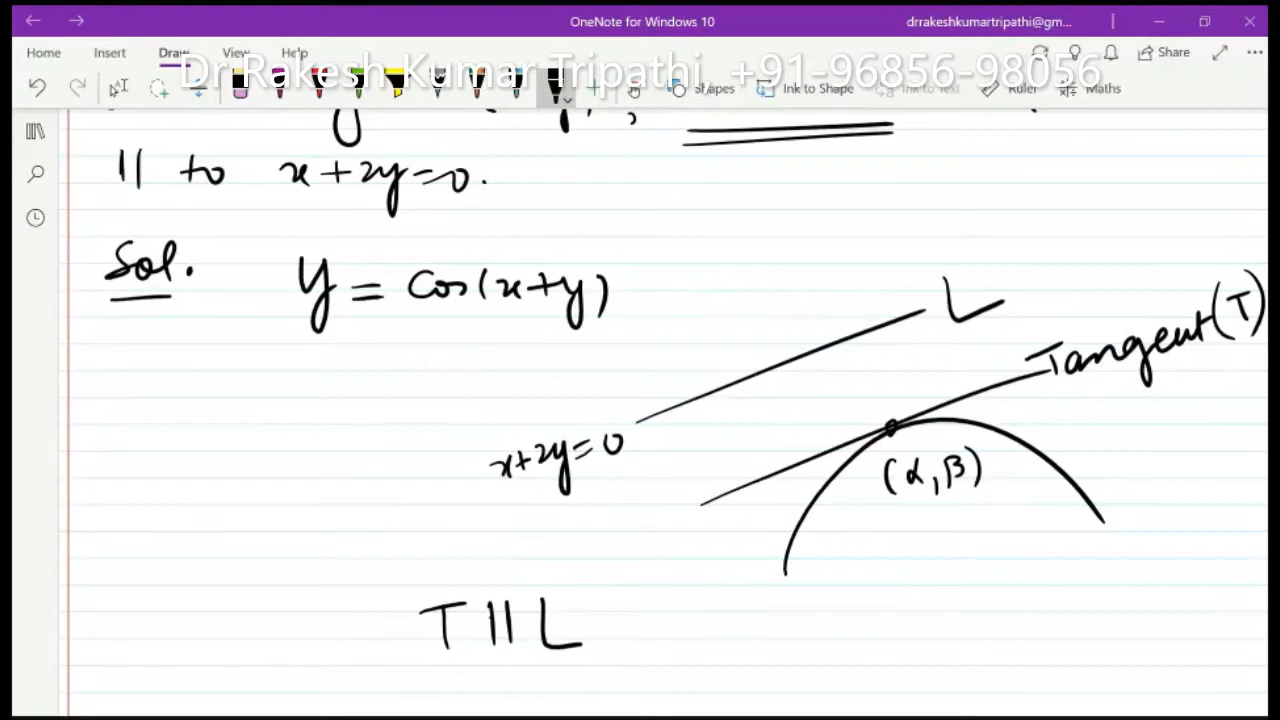 OneNote for Windows 10
drrakeshkumartripathi@gm...
Home Insert Draw View Help
Share
Dr Rakesh Kumar Tripathi +91-96856-98056
Shapes Ink to Shape Ink to Text Ruler Maths
|| to x+2y=0.
Sol. y = Cos(x+y)
L
Tangent (T)
x+2y=0
(α, β)
T || L